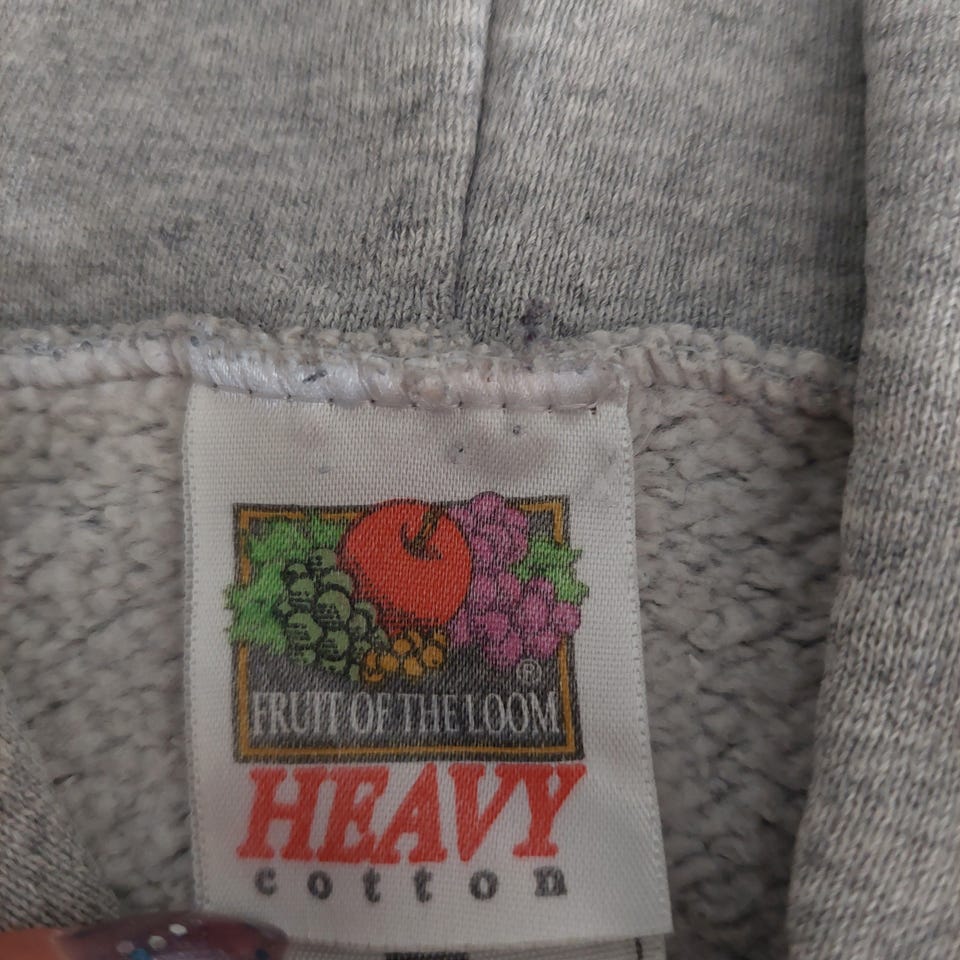 ®
FRUIT OF THE LOOM
HEAVY
cotton